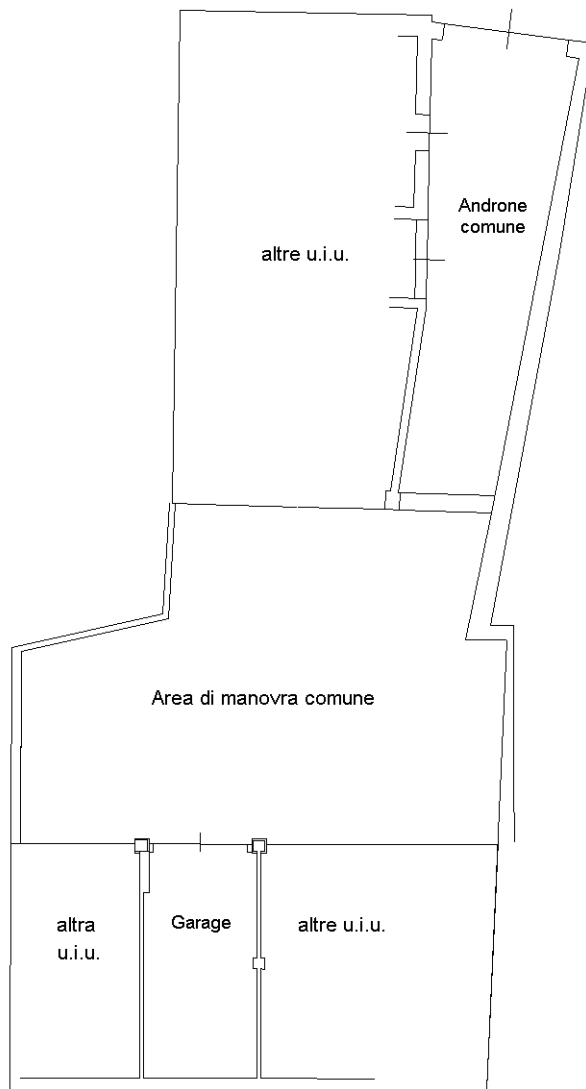 Androne
comune
altre u.i.u.
Area di manovra comune
altra
u.i.u.
Garage
altre u.i.u.